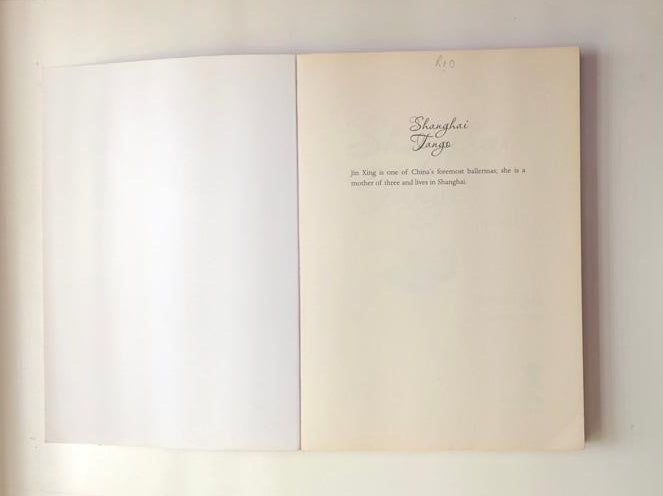 Shanghai
Tango
Jin Xing is one of China's foremost ballerinas; she is a
mother of three and lives in Shanghai.